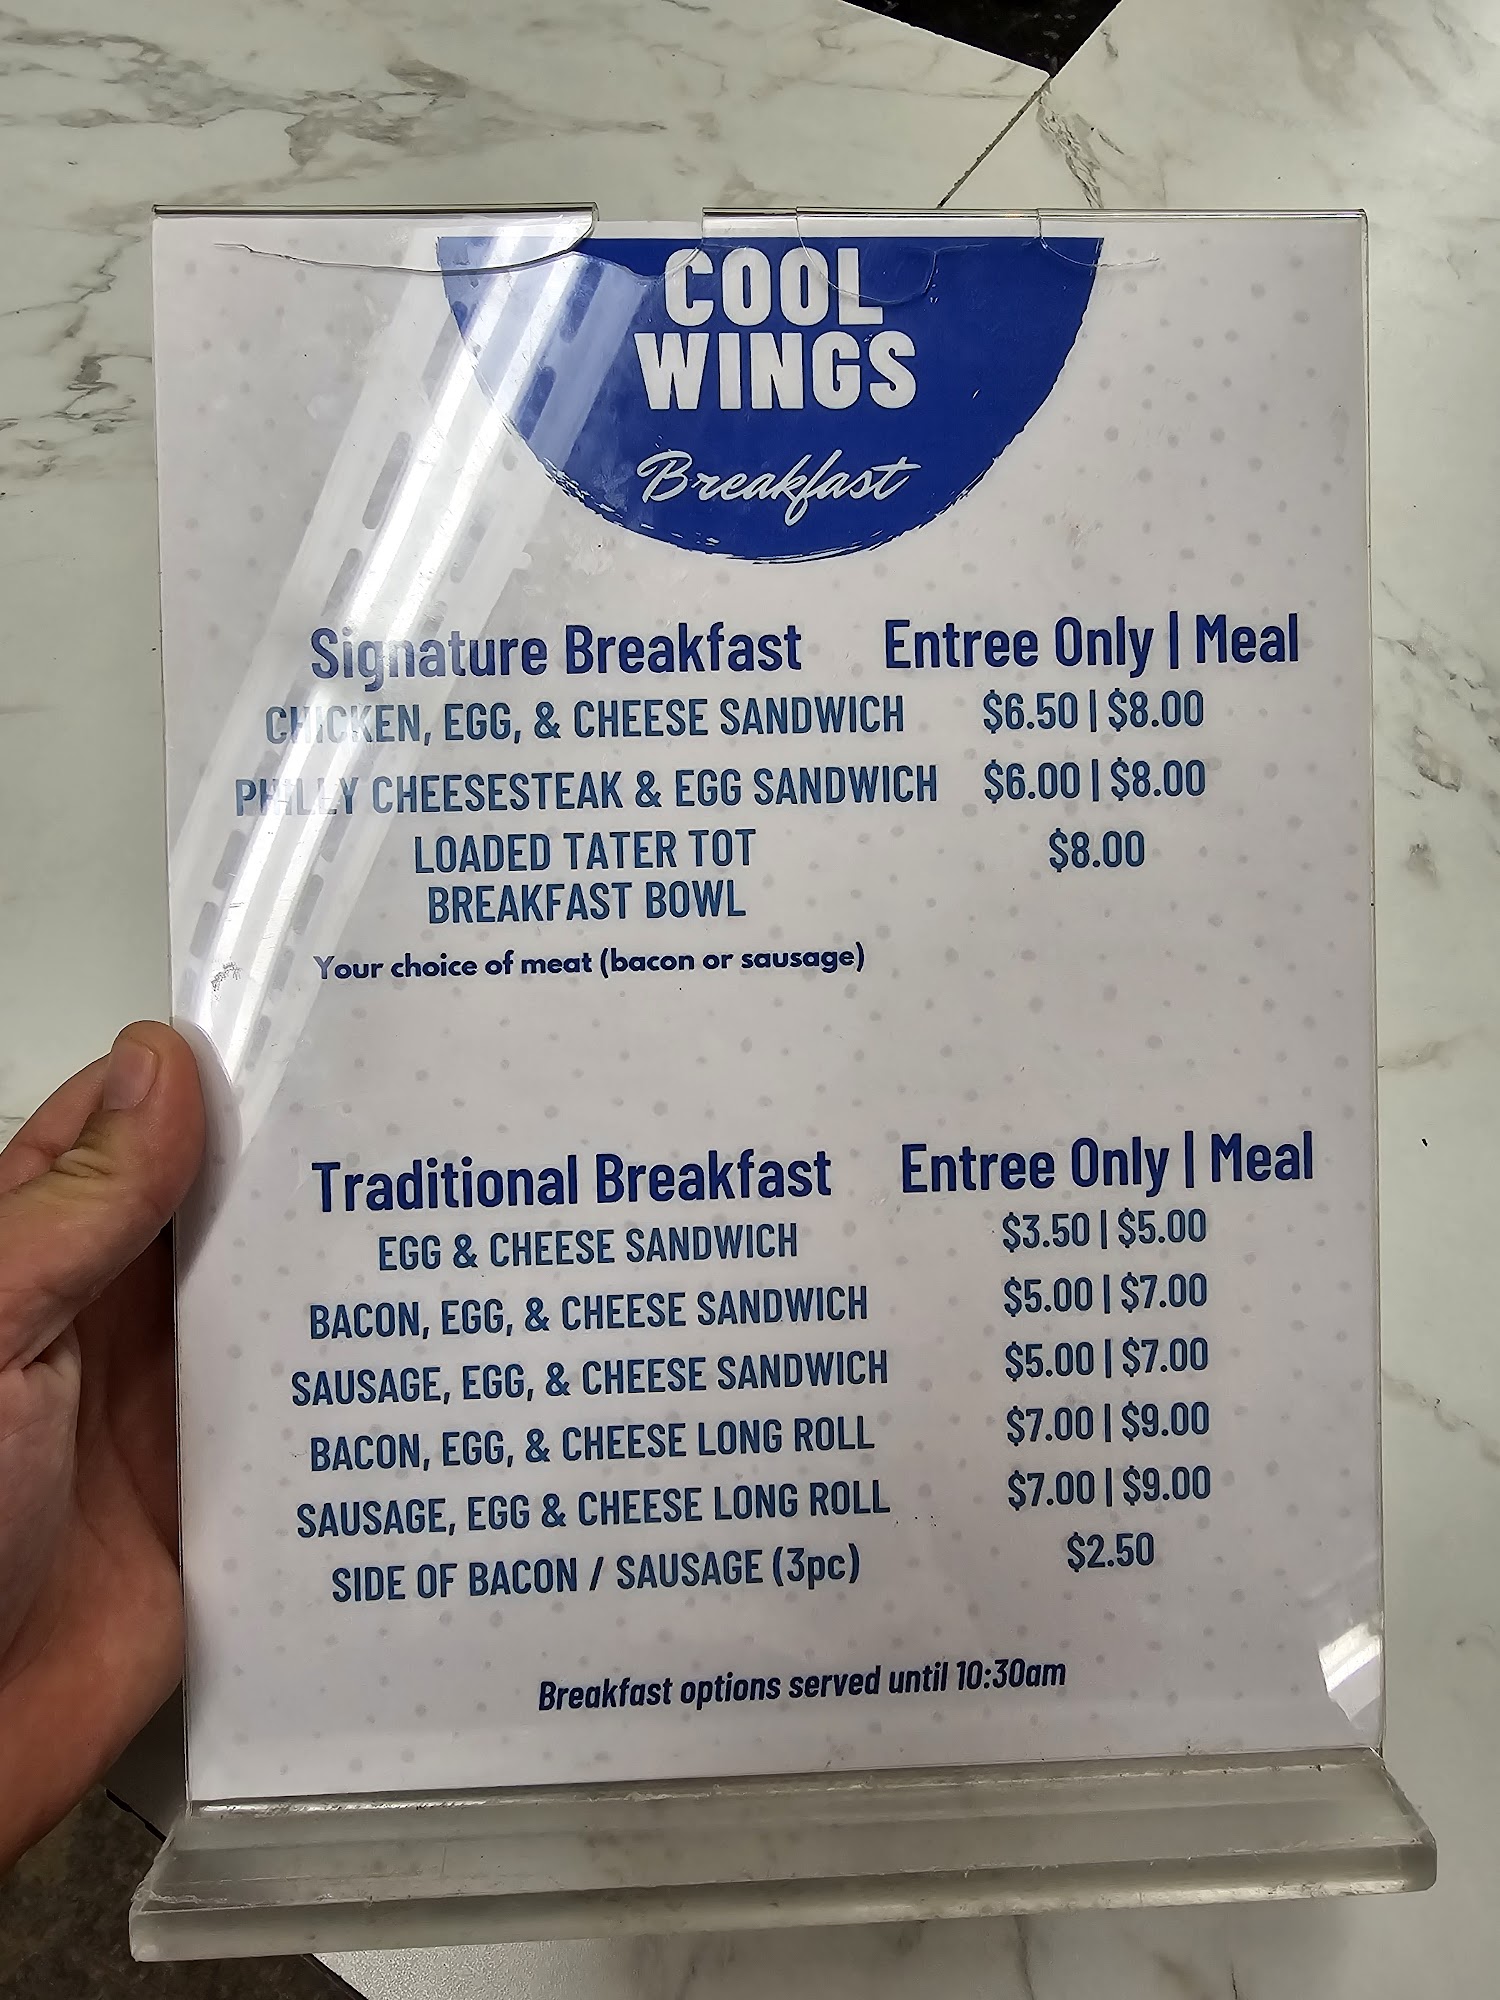 COOL
WINGS
Breakfast
Signature Breakfast Entree Only | Meal
CHICKEN, EGG, & CHEESE SANDWICH $6.50 | $8.00
PHILLY CHEESESTEAK & EGG SANDWICH $6.00 | $8.00
LOADED TATER TOT $8.00
BREAKFAST BOWL
Your choice of meat (bacon or sausage)
Traditional Breakfast Entree Only | Meal
EGG & CHEESE SANDWICH $3.50 | $5.00
BACON, EGG, & CHEESE SANDWICH $5.00 | $7.00
SAUSAGE, EGG, & CHEESE SANDWICH $5.00 | $7.00
BACON, EGG, & CHEESE LONG ROLL $7.00 | $9.00
SAUSAGE, EGG & CHEESE LONG ROLL $7.00 | $9.00
SIDE OF BACON / SAUSAGE (3pc) $2.50
Breakfast options served until 10:30am